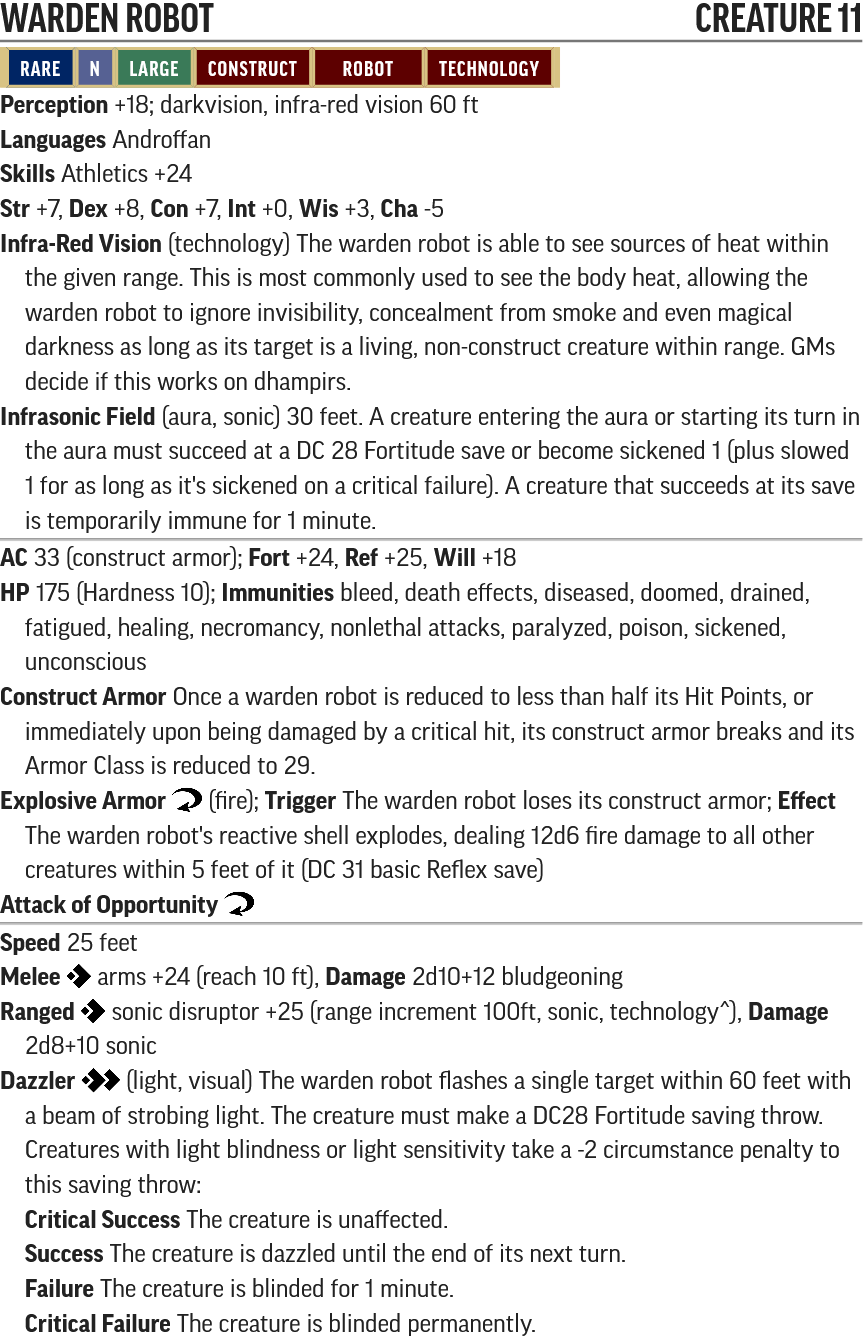 WARDEN ROBOT CREATURE 11
RARE N LARGE CONSTRUCT ROBOT TECHNOLOGY
Perception +18; darkvision, infra-red vision 60 ft
Languages Androffan
Skills Athletics +24
Str +7, Dex +8, Con +7, Int +0, Wis +3, Cha -5
Infra-Red Vision (technology) The warden robot is able to see sources of heat within
the given range. This is most commonly used to see the body heat, allowing the
warden robot to ignore invisibility, concealment from smoke and even magical
darkness as long as its target is a living, non-construct creature within range. GMs
decide if this works on dhampirs.
Infrasonic Field (aura, sonic) 30 feet. A creature entering the aura or starting its turn in
the aura must succeed at a DC 28 Fortitude save or become sickened 1 (plus slowed
1 for as long as it's sickened on a critical failure). A creature that succeeds at its save
is temporarily immune for 1 minute.
AC 33 (construct armor); Fort +24, Ref +25, Will +18
HP 175 (Hardness 10); Immunities bleed, death effects, diseased, doomed, drained,
fatigued, healing, necromancy, nonlethal attacks, paralyzed, poison, sickened,
unconscious
Construct Armor Once a warden robot is reduced to less than half its Hit Points, or
immediately upon being damaged by a critical hit, its construct armor breaks and its
Armor Class is reduced to 29.
Explosive Armor (fire); Trigger The warden robot loses its construct armor; Effect
The warden robot's reactive shell explodes, dealing 12d6 fire damage to all other
creatures within 5 feet of it (DC 31 basic Reflex save)
Attack of Opportunity
Speed 25 feet
Melee arms +24 (reach 10 ft), Damage 2d10+12 bludgeoning
Ranged sonic disruptor +25 (range increment 100ft, sonic, technology^), Damage
2d8+10 sonic
Dazzler (light, visual) The warden robot flashes a single target within 60 feet with
a beam of strobing light. The creature must make a DC28 Fortitude saving throw.
Creatures with light blindness or light sensitivity take a -2 circumstance penalty to
this saving throw:
Critical Success The creature is unaffected.
Success The creature is dazzled until the end of its next turn.
Failure The creature is blinded for 1 minute.
Critical Failure The creature is blinded permanently.